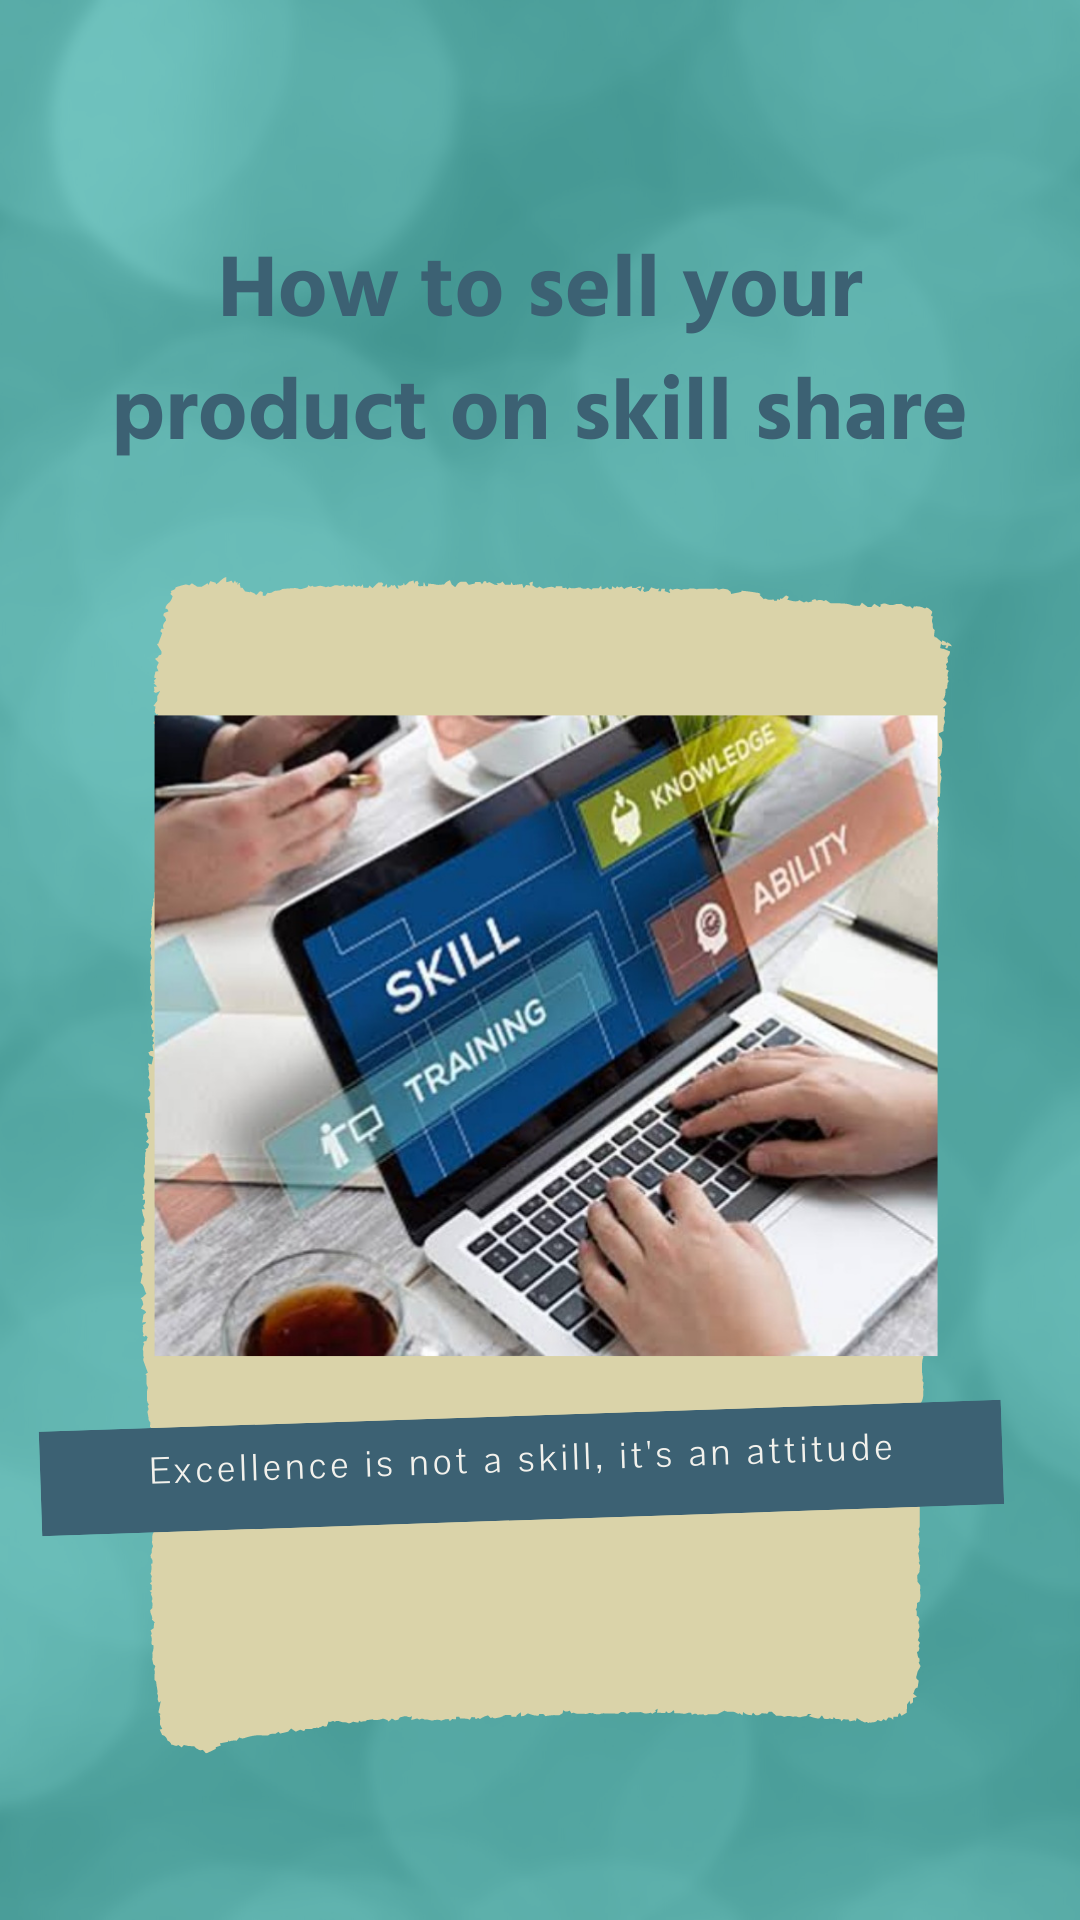 How to sell your
product on skill share
KNOWLEDGE
ABILITY
SKILL
TRAINING
Excellence is not a skill, it's an attitude